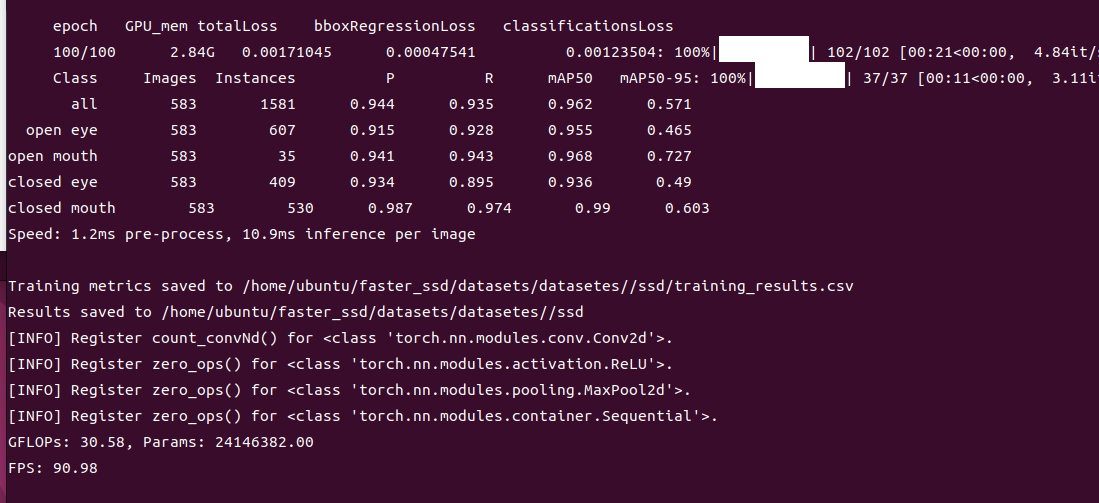 epoch GPU_mem totalLoss bboxRegressionLoss classificationsLoss
100/100 2.84G 0.00171045 0.00047541 0.00123504: 100%| | 102/102 [00:21<00:00, 4.84it/s
Class Images Instances P R mAP50 mAP50-95: 100%| | 37/37 [00:11<00:00, 3.11it
all 583 1581 0.944 0.935 0.962 0.571
open eye 583 607 0.915 0.928 0.955 0.465
open mouth 583 35 0.941 0.943 0.968 0.727
closed eye 583 409 0.934 0.895 0.936 0.49
closed mouth 583 530 0.987 0.974 0.99 0.603
Speed: 1.2ms pre-process, 10.9ms inference per image
Training metrics saved to /home/ubuntu/faster_ssd/datasets/datasetes//ssd/training_results.csv
Results saved to /home/ubuntu/faster_ssd/datasets/datasetes//ssd
[INFO] Register count_convNd() for <class 'torch.nn.modules.conv.Conv2d'>.
[INFO] Register zero_ops() for <class 'torch.nn.modules.activation.ReLU'>.
[INFO] Register zero_ops() for <class 'torch.nn.modules.pooling.MaxPool2d'>.
[INFO] Register zero_ops() for <class 'torch.nn.modules.container.Sequential'>.
GFLOPs: 30.58, Params: 24146382.00
FPS: 90.98